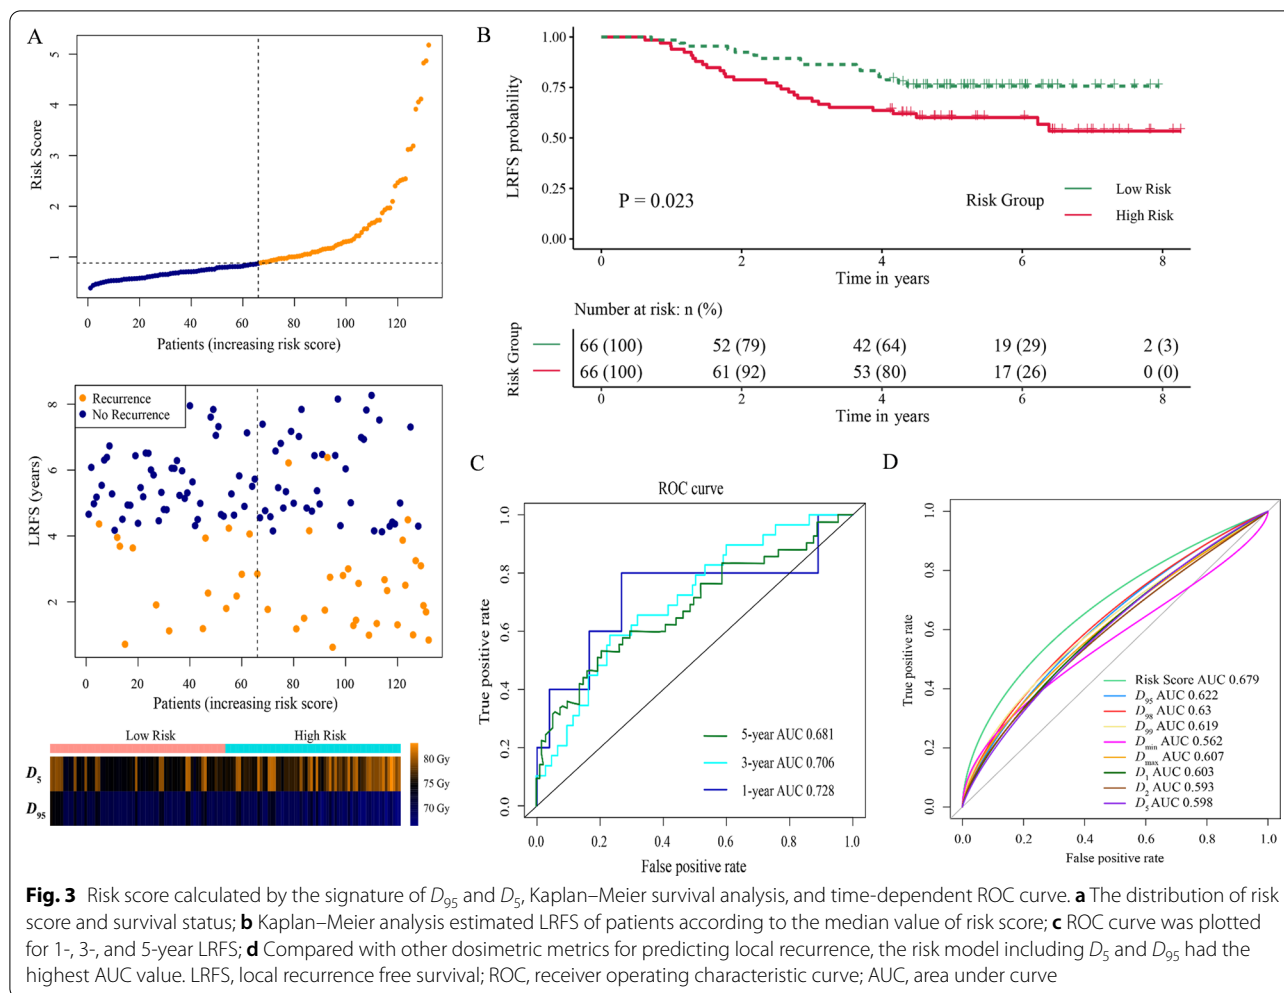 A
Risk Score
5
4
3
2
1
0 20 40 60 80 100 120
Patients (increasing risk score)
Recurrence
No Recurrence
LRFS (years)
8
6
4
2
0 20 40 60 80 100 120
Patients (increasing risk score)
Low Risk High Risk
D5
D95
80 Gy
75 Gy
70 Gy
B
LRFS probability
1.00
0.75
0.50
0.25
0.00
P = 0.023
Risk Group
Low Risk
High Risk
0 2 4 6 8
Time in years
Number at risk: n (%)
Risk Group
66 (100) 52 (79) 42 (64) 19 (29) 2 (3)
66 (100) 61 (92) 53 (80) 17 (26) 0 (0)
0 2 4 6 8
Time in years
C
ROC curve
True positive rate
1.0
0.8
0.6
0.4
0.2
0.0
5-year AUC 0.681
3-year AUC 0.706
1-year AUC 0.728
0.0 0.2 0.4 0.6 0.8 1.0
False positive rate
D
True positive rate
1.0
0.8
0.6
0.4
0.2
0.0
Risk Score AUC 0.679
D95 AUC 0.622
D98 AUC 0.63
D99 AUC 0.619
Dmin AUC 0.562
Dmax AUC 0.607
D1 AUC 0.603
D2 AUC 0.593
D5 AUC 0.598
0.0 0.2 0.4 0.6 0.8 1.0
False positive rate
Fig. 3 Risk score calculated by the signature of D95 and D5, Kaplan–Meier survival analysis, and time-dependent ROC curve. a The distribution of risk
score and survival status; b Kaplan–Meier analysis estimated LRFS of patients according to the median value of risk score; c ROC curve was plotted
for 1-, 3-, and 5-year LRFS; d Compared with other dosimetric metrics for predicting local recurrence, the risk model including D5 and D95 had the
highest AUC value. LRFS, local recurrence free survival; ROC, receiver operating characteristic curve; AUC, area under curve